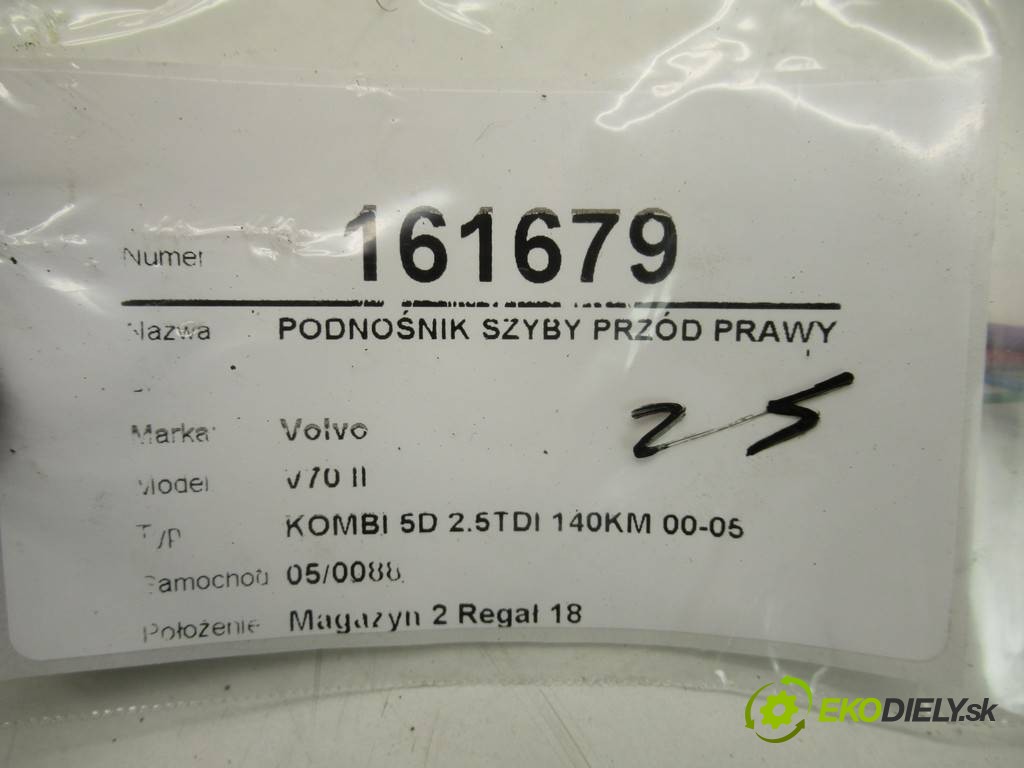 Numer 161679
Nazwa PODNOŚNIK SZYBY PRZÓD PRAWY
25
Marka: Volvo
Model V70 II
Typ KOMBI 5D 2.5TDI 140KM 00-05
Samochód 05/0088
Położenie Magazyn 2 Regał 18
EKODIELY.sk